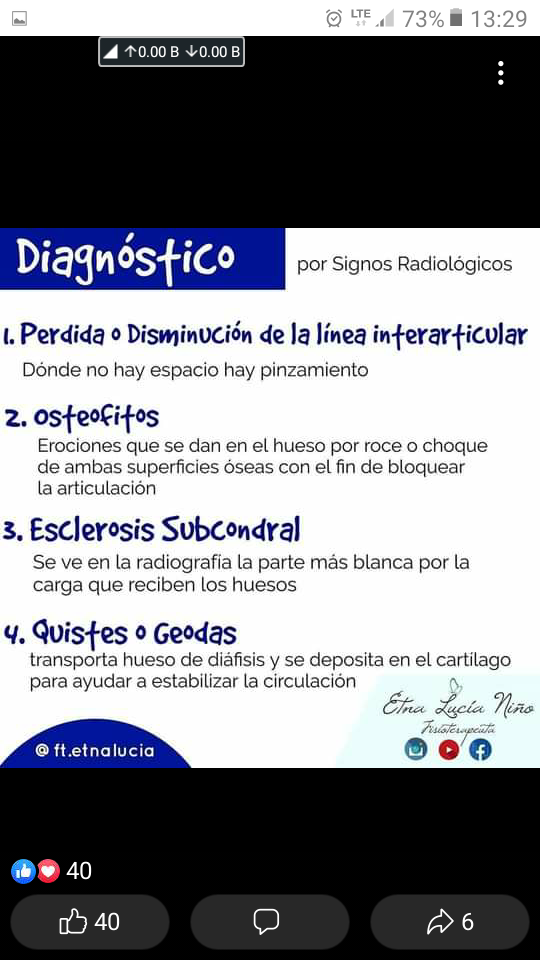 LTE 73% 13:29
↑0.00 B ↓0.00 B
Diagnóstico
por Signos Radiológicos
1. Perdida o Disminución de la línea interarticular
Dónde no hay espacio hay pinzamiento
2. Osteofitos
Erociones que se dan en el hueso por roce o choque
de ambas superficies óseas con el fin de bloquear
la articulación
3. Esclerosis Subcondral
Se ve en la radiografía la parte más blanca por la
carga que reciben los huesos
4. Quistes o Geodas
transporta hueso de diáfisis y se deposita en el cartílago
para ayudar a estabilizar la circulación
Etna Lucía Niño
Fisioterapeuta
@ ft.etnalucia
40
40
6